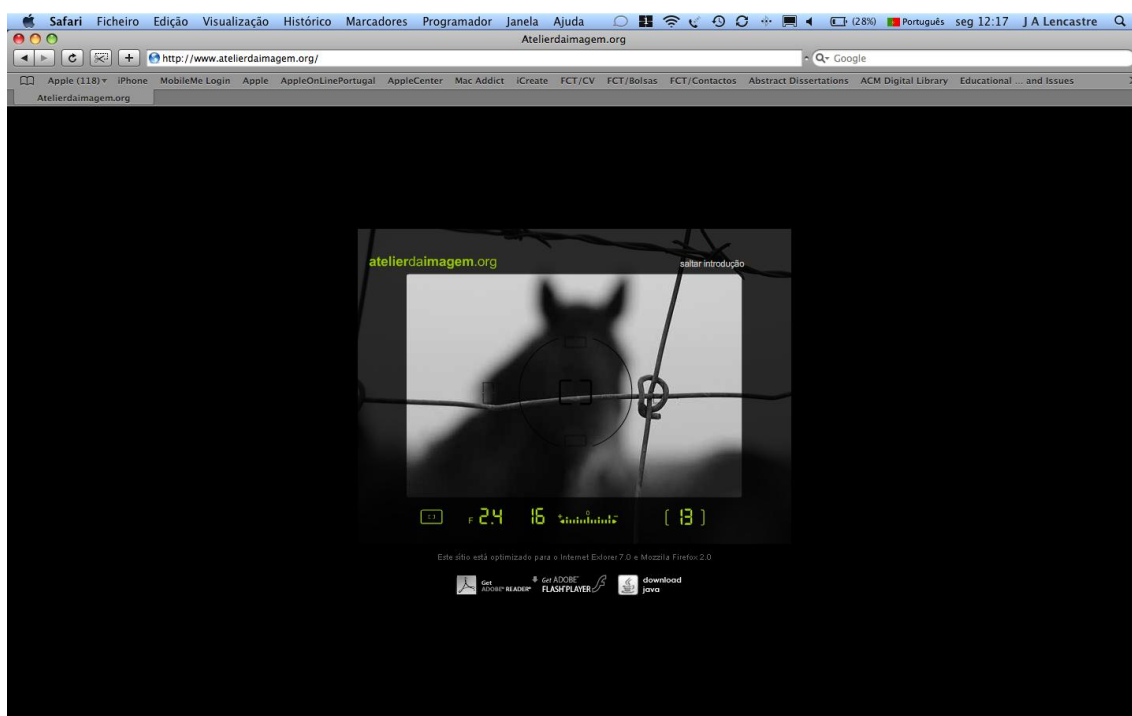 Safari Ficheiro Edição Visualização Histórico Marcadores Programador Janela Ajuda (28%) Português seg 12:17 J A Lencastre
Atelierdaimagem.org
http://www.atelierdaimagem.org/ Google
Apple (118) iPhone MobileMe Login Apple AppleOnLinePortugal AppleCenter Mac Addict iCreate FCT/CV FCT/Bolsas FCT/Contactos Abstract Dissertations ACM Digital Library Educational ... and Issues
Atelierdaimagem.org
atelierdaimagem.org saltar introdução
F 2.4 16 [ 13 ]
Este sítio está optimizado para o Internet Exlorer 7.0 e Mozzila Firefox 2.0
Get ADOBE READER Get ADOBE FLASH PLAYER download java